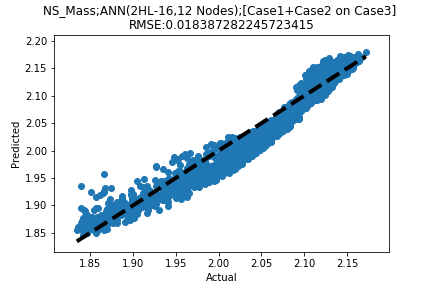 NS_Mass;ANN(2HL-16,12 Nodes);[Case1+Case2 on Case3]
RMSE:0.018387282245723415
2.20
2.15
2.10
2.05
2.00
1.95
1.90
1.85
Predicted
1.85 1.90 1.95 2.00 2.05 2.10 2.15
Actual